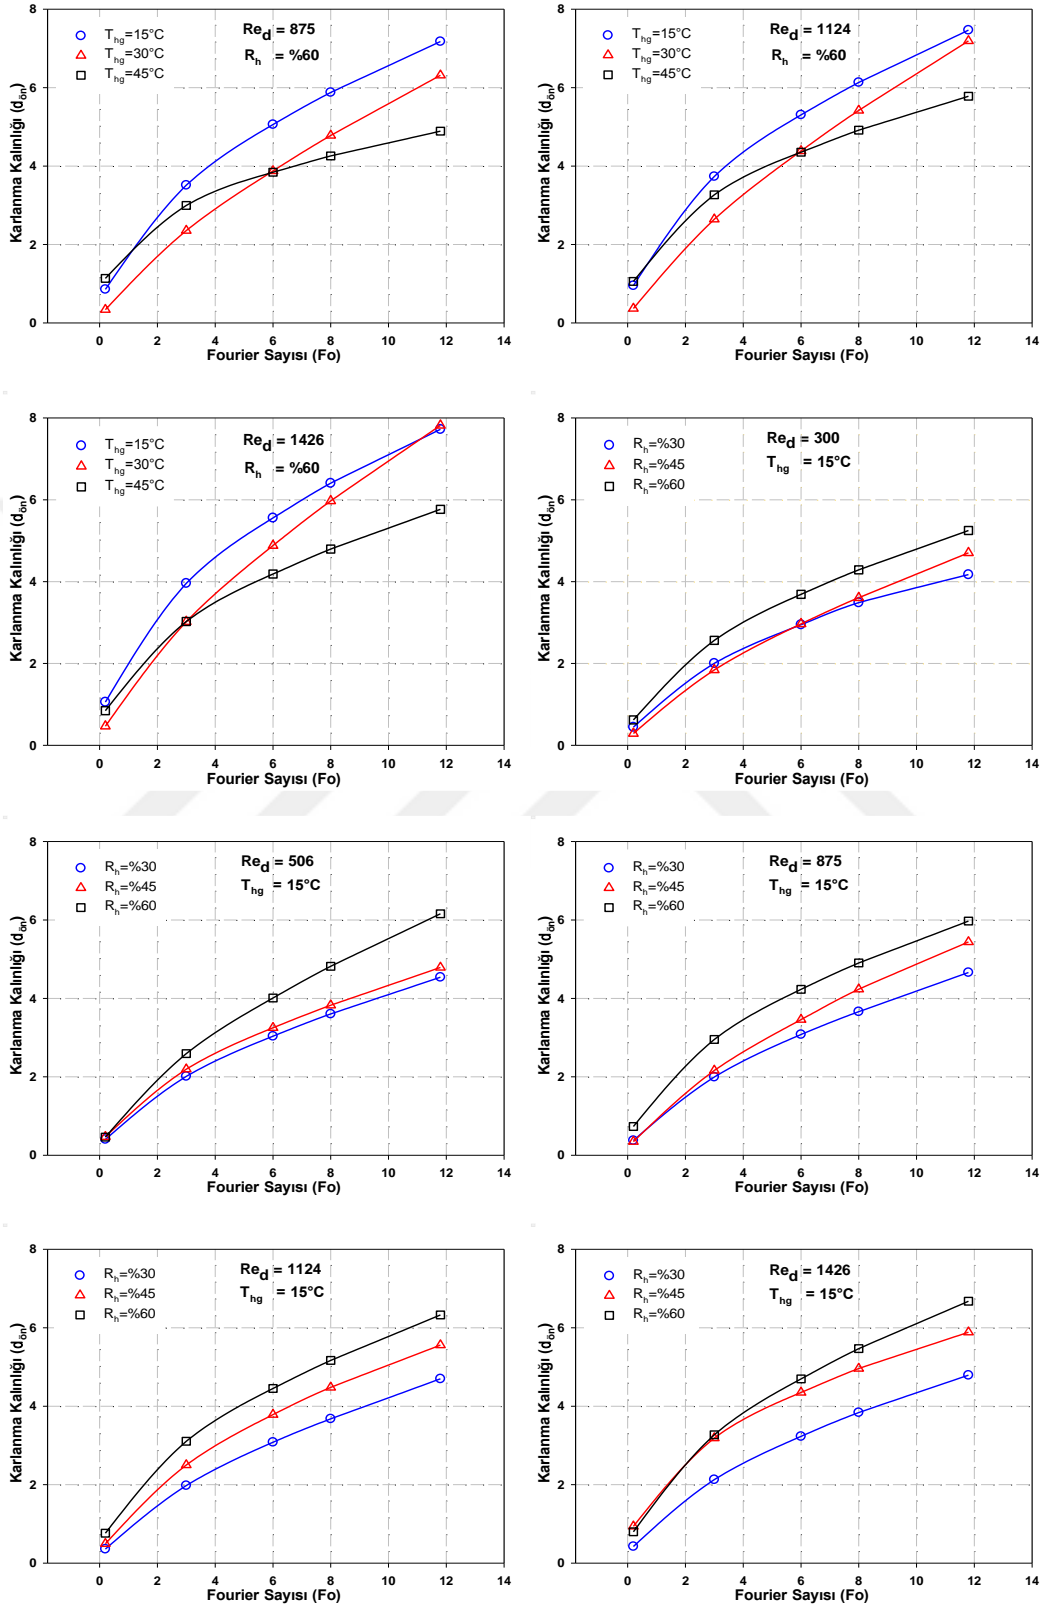 Karlanma Kalınlığı (d_ön)
8
6
4
2
0
T_hg=15°C
T_hg=30°C
T_hg=45°C
Re_d = 875
R_h = %60
0 2 4 6 8 10 12 14
Fourier Sayısı (Fo)
Karlanma Kalınlığı (d_ön)
8
6
4
2
0
T_hg=15°C
T_hg=30°C
T_hg=45°C
Re_d = 1124
R_h = %60
0 2 4 6 8 10 12 14
Fourier Sayısı (Fo)
Karlanma Kalınlığı (d_ön)
8
6
4
2
0
T_hg=15°C
T_hg=30°C
T_hg=45°C
Re_d = 1426
R_h = %60
0 2 4 6 8 10 12 14
Fourier Sayısı (Fo)
Karlanma Kalınlığı (d_ön)
8
6
4
2
0
R_h=%30
R_h=%45
R_h=%60
Re_d = 300
T_hg = 15°C
0 2 4 6 8 10 12 14
Fourier Sayısı (Fo)
Karlanma Kalınlığı (d_ön)
8
6
4
2
0
R_h=%30
R_h=%45
R_h=%60
Re_d = 506
T_hg = 15°C
0 2 4 6 8 10 12 14
Fourier Sayısı (Fo)
Karlanma Kalınlığı (d_ön)
8
6
4
2
0
R_h=%30
R_h=%45
R_h=%60
Re_d = 875
T_hg = 15°C
0 2 4 6 8 10 12 14
Fourier Sayısı (Fo)
Karlanma Kalınlığı (d_ön)
8
6
4
2
0
R_h=%30
R_h=%45
R_h=%60
Re_d = 1124
T_hg = 15°C
0 2 4 6 8 10 12 14
Fourier Sayısı (Fo)
Karlanma Kalınlığı (d_ön)
8
6
4
2
0
R_h=%30
R_h=%45
R_h=%60
Re_d = 1426
T_hg = 15°C
0 2 4 6 8 10 12 14
Fourier Sayısı (Fo)